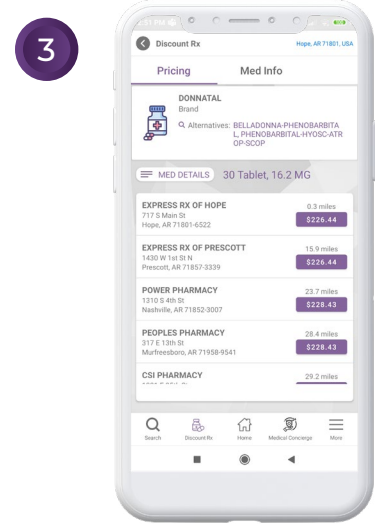 3
Discount Rx
Hope, AR 71801, USA
Pricing
Med Info
DONNATAL
Brand
Alternatives: BELLADONNA-PHENOBARBITA
L, PHENOBARBITAL-HYOSC-ATR
OP-SCOP
MED DETAILS
30 Tablet, 16.2 MG
EXPRESS RX OF HOPE
0.3 miles
717 S Main St
$226.44
Hope, AR 71801-6522
EXPRESS RX OF PRESCOTT
15.9 miles
1430 W 1st St N
$226.44
Prescott, AR 71857-3339
POWER PHARMACY
23.7 miles
1310 S 4th St
$228.43
Nashville, AR 71852-3007
PEOPLES PHARMACY
28.4 miles
317 E 13th St
$228.43
Murfreesboro, AR 71958-9541
CSI PHARMACY
29.2 miles
Search
Discount Rx
Home
Medical Concierge
More